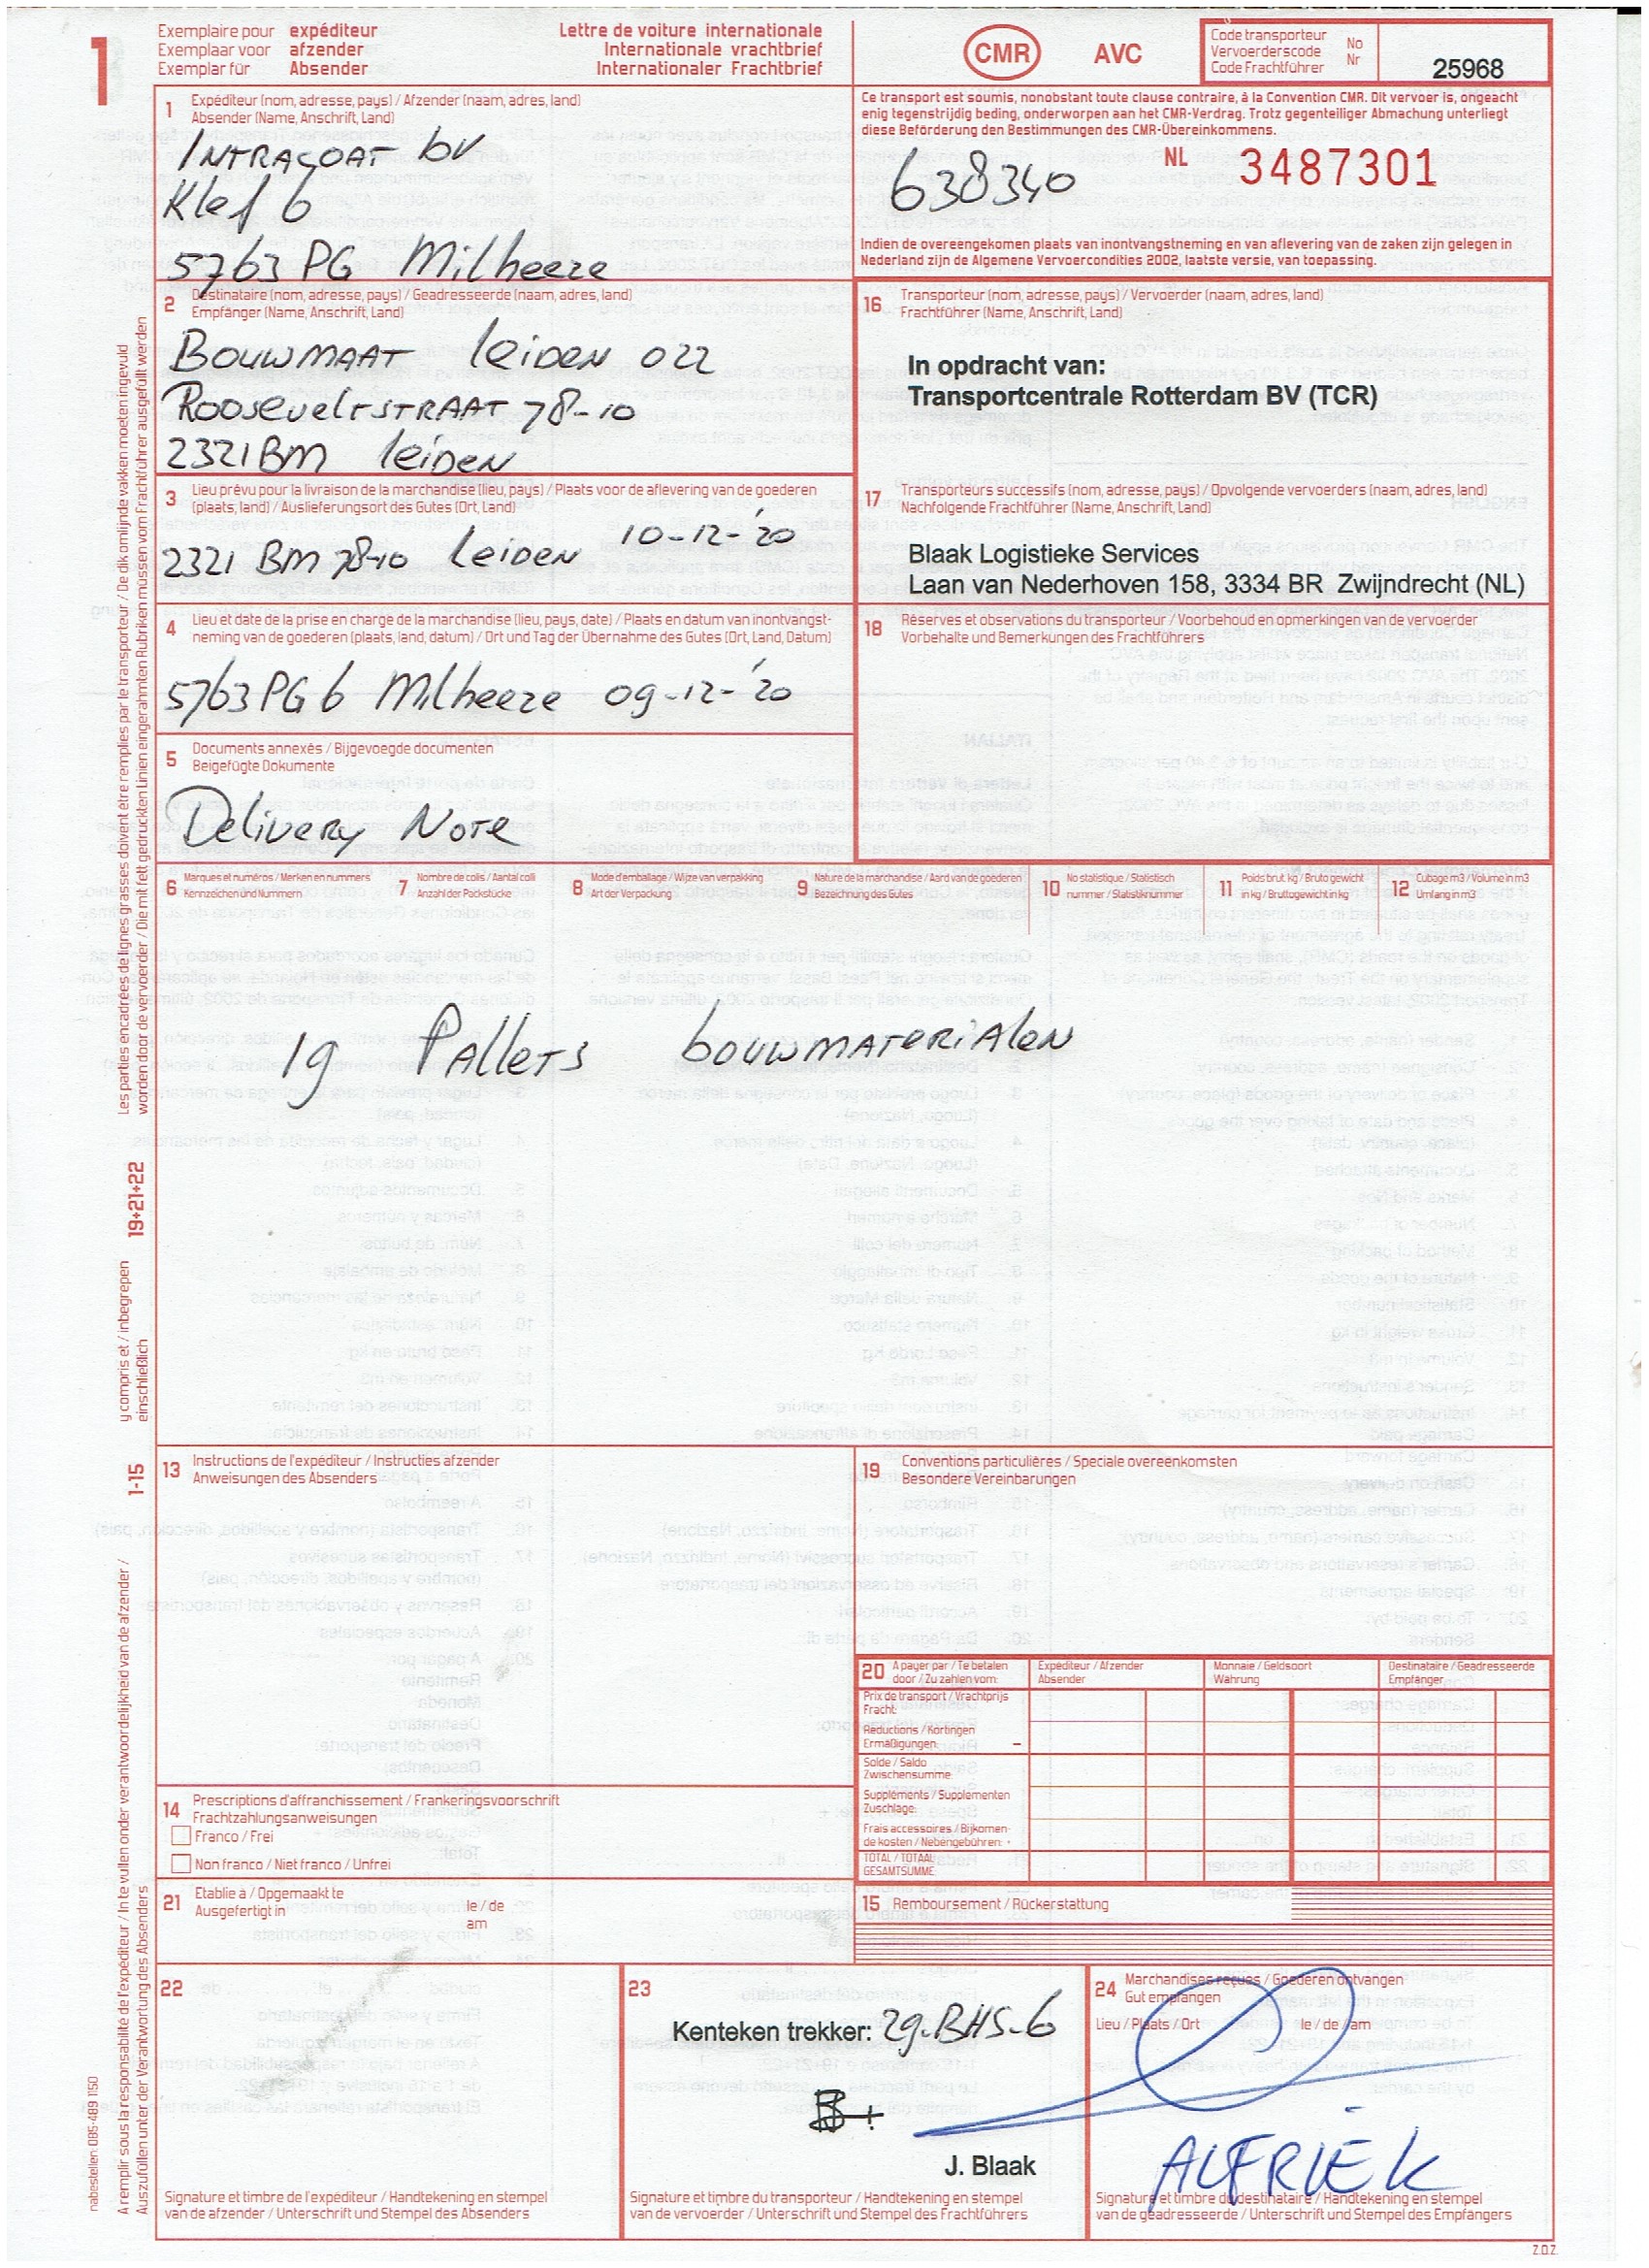 1
Exemplaire pour expéditeur
Exemplaar voor afzender
Exemplar für Absender
Lettre de voiture internationale
Internationale vrachtbrief
Internationaler Frachtbrief
CMR AVC
Code transporteur
Vervoerderscode
Code Frachtführer
No
Nr
25968
1 Expéditeur (nom, adresse, pays) / Afzender (naam, adres, land)
Absender (Name, Anschrift, Land)
INTRACOAT bv
Klef 6
5763 PG Milheeze
Ce transport est soumis, nonobstant toute clause contraire, à la Convention CMR. Dit vervoer is, ongeacht
enig tegenstrijdig beding, onderworpen aan het CMR-Verdrag. Trotz gegenteiliger Abmachung unterliegt
diese Beförderung den Bestimmungen des CMR-Übereinkommens.
638340
NL 3487301
Indien de overeengekomen plaats van inontvangstneming en van aflevering van de zaken zijn gelegen in
Nederland zijn de Algemene Vervoercondities 2002, laatste versie, van toepassing.
2 Destinataire (nom, adresse, pays) / Geadresseerde (naam, adres, land)
Empfänger (Name, Anschrift, Land)
BOUWMAAT leiden 022
ROOSEVELTSTRAAT 78-10
2321BM leiden
16 Transporteur (nom, adresse, pays) / Vervoerder (naam, adres, land)
Frachtführer (Name, Anschrift, Land)
In opdracht van:
Transportcentrale Rotterdam BV (TCR)
3 Lieu prévu pour la livraison de la marchandise (lieu, pays) / Plaats voor de aflevering van de goederen
(plaats, land) / Auslieferungsort des Gutes (Ort, Land)
2321 BM 78-10 leiden 10-12-'20
17 Transporteurs successifs (nom, adresse, pays) / Opvolgende vervoerders (naam, adres, land)
Nachfolgende Frachtführer (Name, Anschrift, Land)
Blaak Logistieke Services
Laan van Nederhoven 158, 3334 BR Zwijndrecht (NL)
4 Lieu et date de la prise en charge de la marchandise (lieu, pays, date) / Plaats en datum van inontvangst-
neming van de goederen (plaats, land, datum) / Ort und Tag der Übernahme des Gutes (Ort, Land, Datum)
5763 PG 6 Milheeze 09-12-'20
18 Réserves et observations du transporteur / Voorbehoud en opmerkingen van de vervoerder
Vorbehalte und Bemerkungen des Frachtführers
5 Documents annexés / Bijgevoegde documenten
Beigefügte Dokumente
Delivery Note
6 Marques et numéros / Merken en nummers
Kennzeichen und Nummern
7 Nombre de colis / Aantal colli
Anzahl der Packstücke
8 Mode d'emballage / Wijze van verpakking
Art der Verpackung
9 Nature de la marchandise / Aard van de goederen
Bezeichnung des Gutes
10 No statistique / Statistisch
nummer / Statistiknummer
11 Poids brut kg / Bruto gewicht
in kg / Bruttogewicht in kg
12 Cubage m3 / Volume in m3
Umfang in m3
19 Pallets bouwmaterialen
13 Instructions de l'expéditeur / Instructies afzender
Anweisungen des Absenders
19 Conventions particulières / Speciale overeenkomsten
Besondere Vereinbarungen
20 A payer par / Te betalen
door / Zu zahlen vom:
Expéditeur / Afzender
Absender
Monnaie / Geldsoort
Währung
Destinataire / Geadresseerde
Empfänger
Prix de transport / Vrachtprijs
Fracht:
Réductions / Kortingen
Ermäßigungen: –
Solde / Saldo
Zwischensumme:
Suppléments / Supplementen
Zuschläge:
Frais accessoires / Bijkomen-
de kosten / Nebengebühren: +
TOTAL / TOTAAL
GESAMTSUMME
14 Prescriptions d'affranchissement / Frankeringsvoorschrift
Frachtzahlungsanweisungen
Franco / Frei
Non franco / Niet franco / Unfrei
21 Etablie à / Opgemaakt te
Ausgefertigt in
le / de
am
15 Remboursement / Rückerstattung
22
Signature et timbre de l'expéditeur / Handtekening en stempel
van de afzender / Unterschrift und Stempel des Absenders
23
Kenteken trekker: 29-BHS-6
J. Blaak
Signature et timbre du transporteur / Handtekening en stempel
van de vervoerder / Unterschrift und Stempel des Frachtführers
24 Marchandises reçues / Goederen ontvangen
Gut empfangen
Lieu / Plaats / Ort le / de / am
ALFRIEK
Signature et timbre du destinataire / Handtekening en stempel
van de geadresseerde / Unterschrift und Stempel des Empfängers
Z.O.Z.
Les parties encadrées de lignes grasses doivent être remplies par le transporteur / De dik omlijnde vakken moeten ingevuld
worden door de vervoerder / Die mit fett gedruckten Linien eingerahmten Rubriken müssen vom Frachtführer ausgefüllt werden
y compris et / inbegrepen
einschließlich
19+21+22
1-15
A remplir sous la responsabilité de l'expéditeur / In te vullen onder verantwoordelijkheid van de afzender /
Auszufüllen unter der Verantwortung des Absenders
nabestellen: 085-489 1150